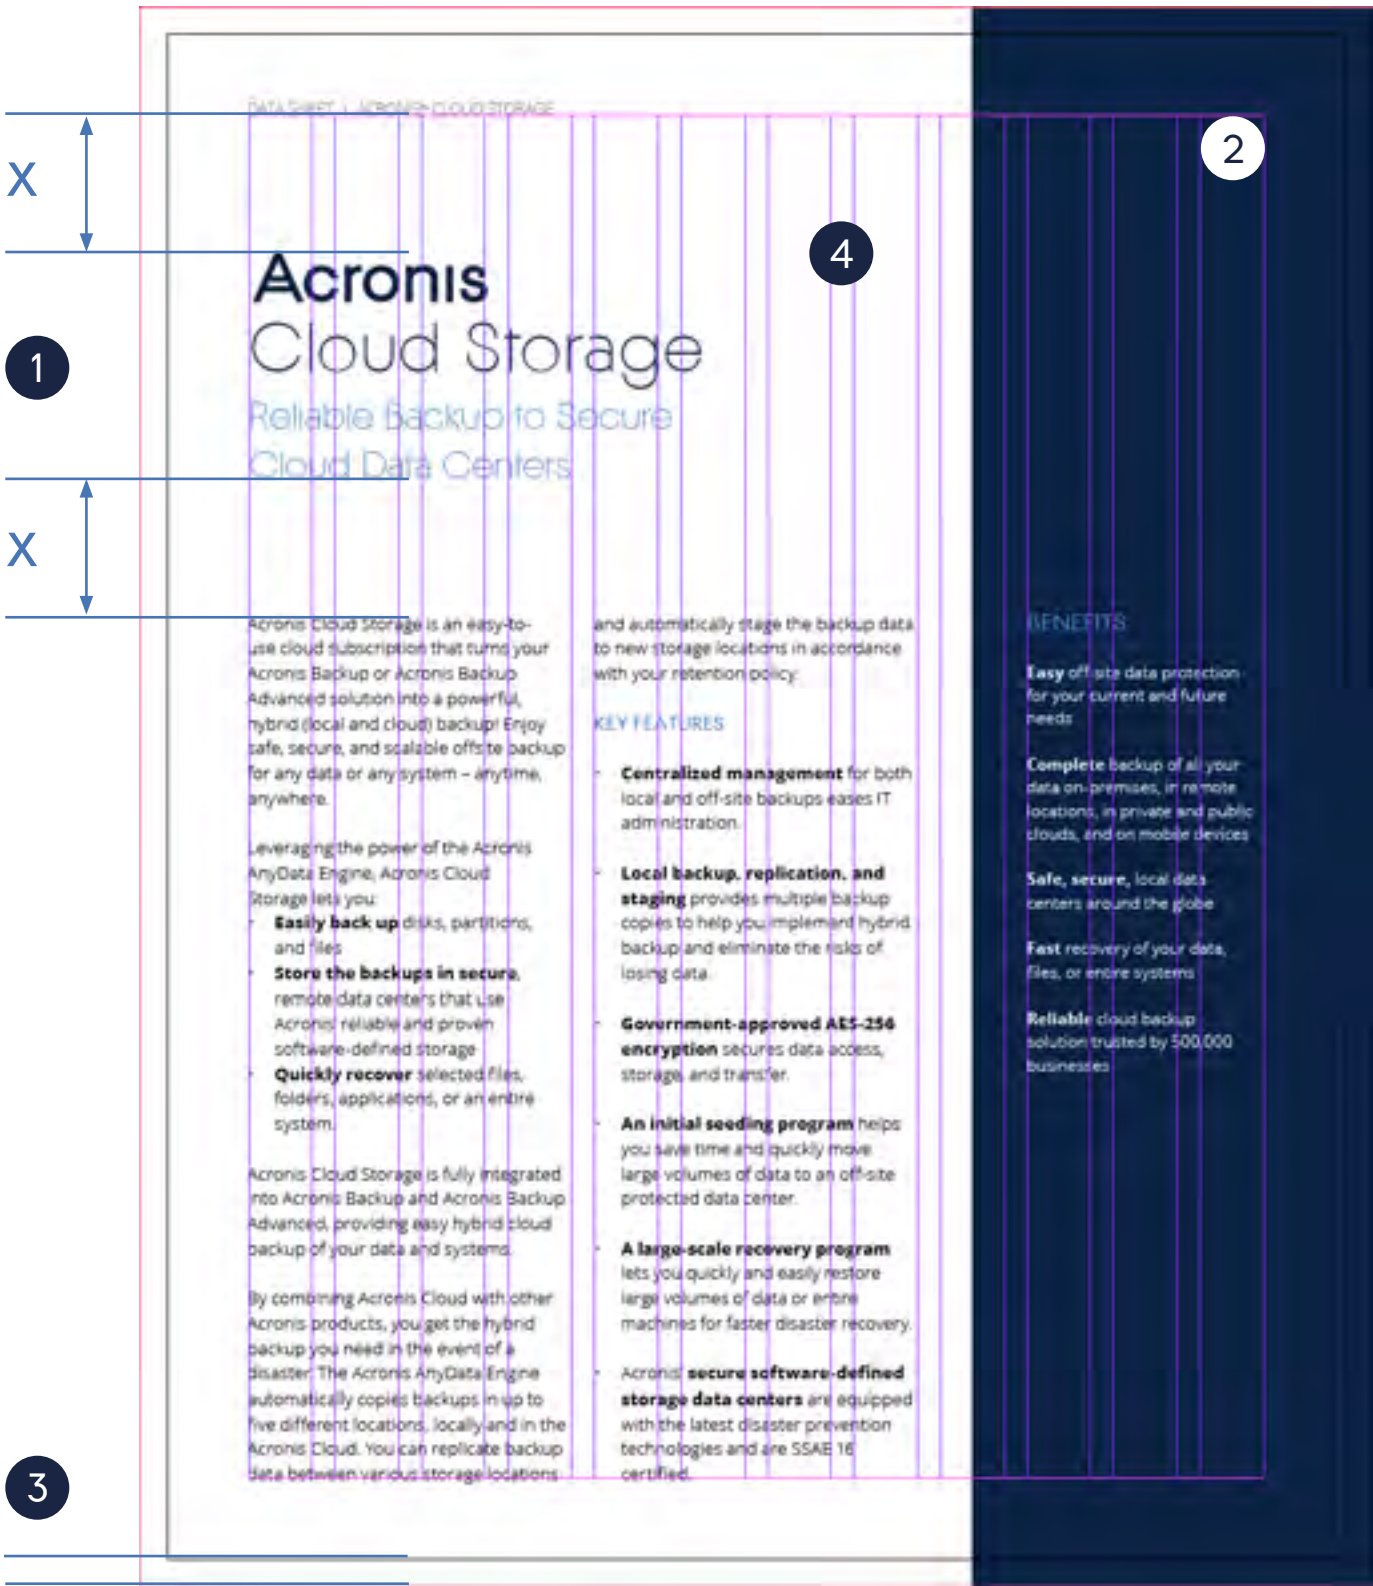 DATA SHEET | ACRONIS CLOUD STORAGE
X
2
4
Acronis
Cloud Storage
1
Reliable Backup to Secure
Cloud Data Centers
X
Acronis Cloud Storage is an easy-to-
use cloud subscription that turns your
Acronis Backup or Acronis Backup
Advanced solution into a powerful,
hybrid (local and cloud) backup! Enjoy
safe, secure, and scalable offsite backup
for any data or any system – anytime,
anywhere.
Leveraging the power of the Acronis
AnyData Engine, Acronis Cloud
Storage lets you:
· Easily back up disks, partitions,
and files
· Store the backups in secure,
remote data centers that use
Acronis' reliable and proven
software-defined storage
· Quickly recover selected files,
folders, applications, or an entire
system.
Acronis Cloud Storage is fully integrated
into Acronis Backup and Acronis Backup
Advanced, providing easy hybrid cloud
backup of your data and systems.
By combining Acronis Cloud with other
Acronis products, you get the hybrid
backup you need in the event of a
disaster. The Acronis AnyData Engine
automatically copies backups in up to
five different locations, locally and in the
Acronis Cloud. You can replicate backup
data between various storage locations
and automatically stage the backup data
to new storage locations in accordance
with your retention policy.
KEY FEATURES
· Centralized management for both
local and off-site backups eases IT
administration.
· Local backup, replication, and
staging provides multiple backup
copies to help you implement hybrid
backup and eliminate the risks of
losing data.
· Government-approved AES-256
encryption secures data access,
storage, and transfer.
· An initial seeding program helps
you save time and quickly move
large volumes of data to an off-site
protected data center.
· A large-scale recovery program
lets you quickly and easily restore
large volumes of data or entire
machines for faster disaster recovery.
· Acronis' secure software-defined
storage data centers are equipped
with the latest disaster prevention
technologies and are SSAE 16
certified.
BENEFITS
Easy off-site data protection
for your current and future
needs
Complete backup of all your
data on-premises, in remote
locations, in private and public
clouds, and on mobile devices
Safe, secure, local data
centers around the globe
Fast recovery of your data,
files, or entire systems
Reliable cloud backup
solution trusted by 500,000
businesses
3